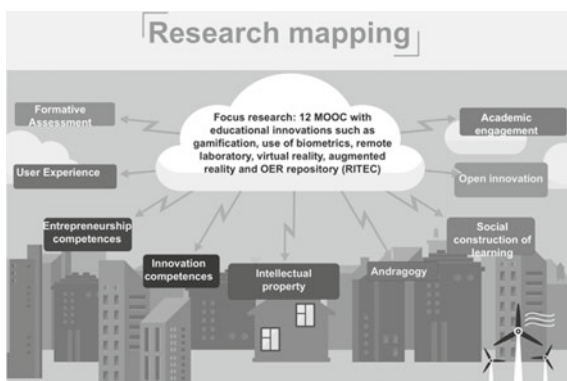 Research mapping
Focus research: 12 MOOC with
educational innovations such as
gamification, use of biometrics, remote
laboratory, virtual reality, augmented
reality and OER repository (RITEC)
Formative
Assessment
Academic
engagement
User Experience
Open innovation
Entrepreneurship
competences
Social
construction of
learning
Innovation
competences
Intellectual
property
Andragogy